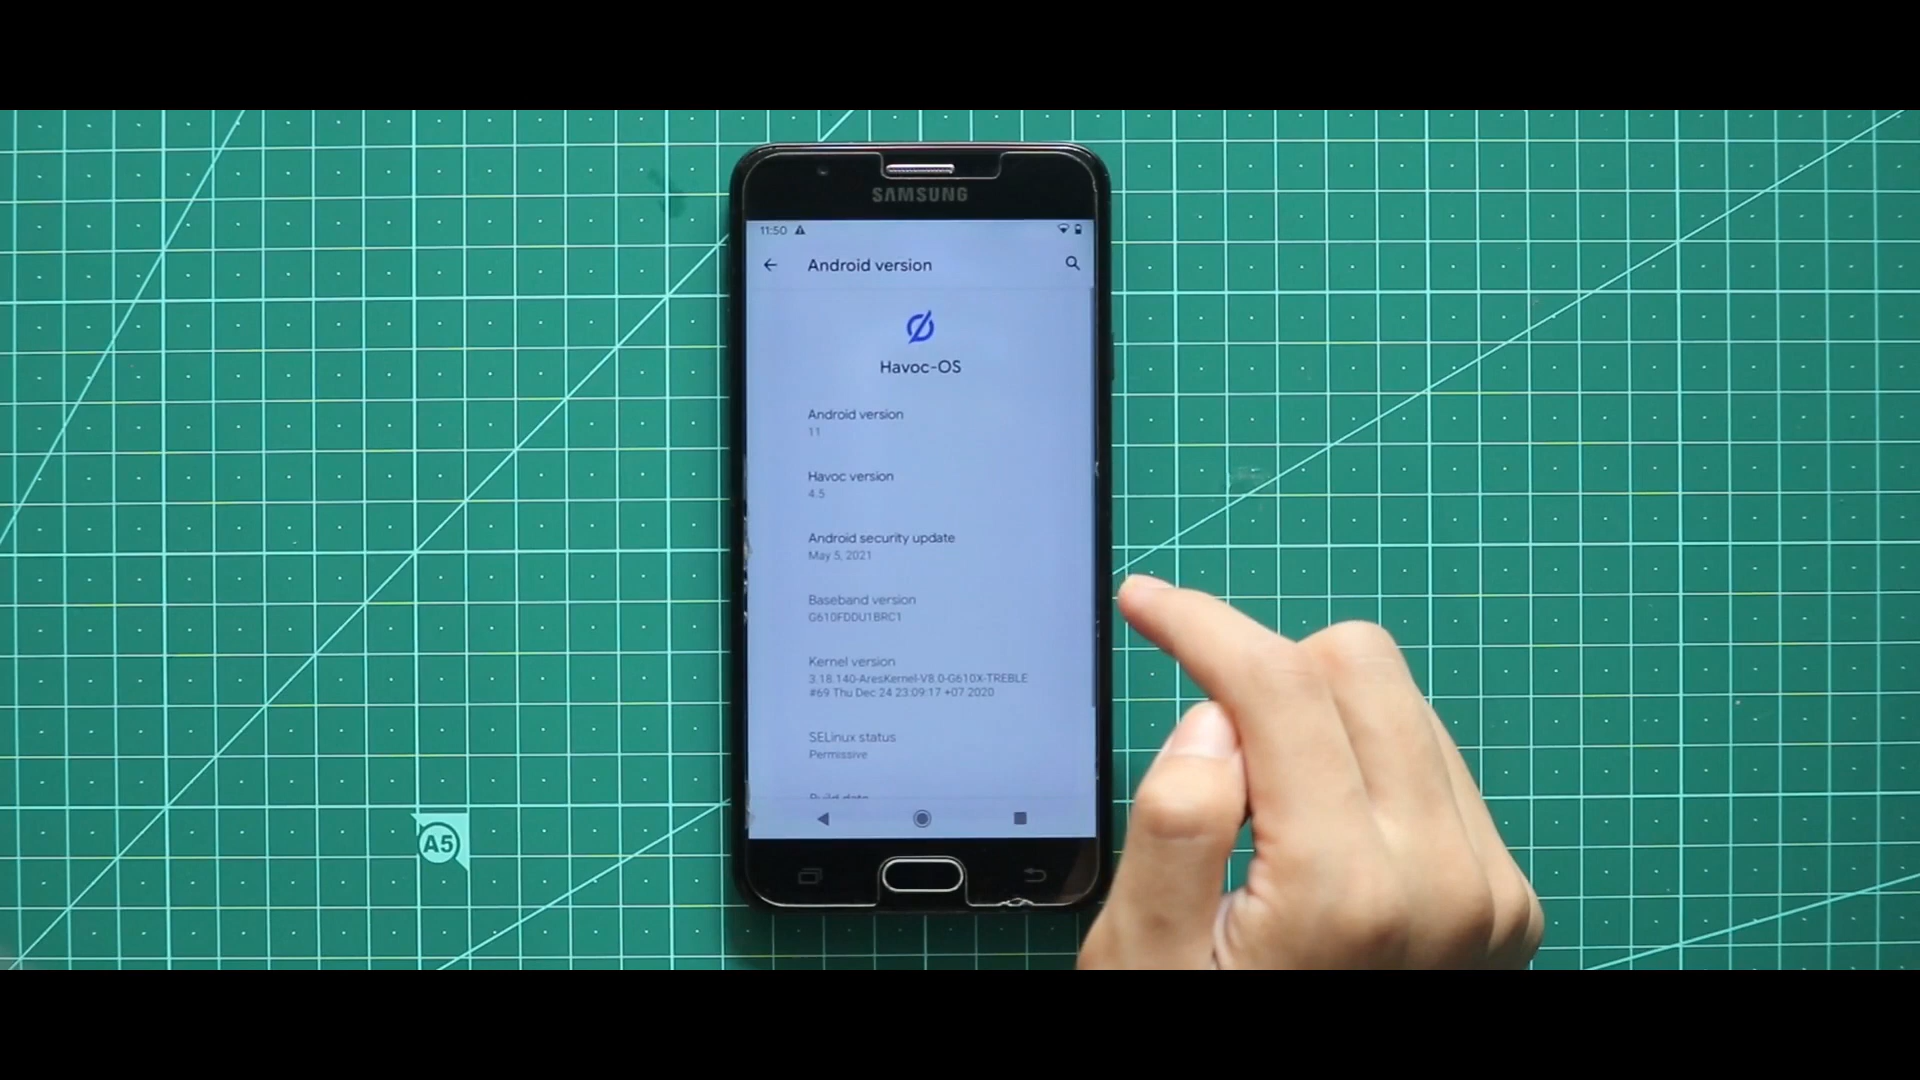 SAMSUNG
11:50
Android version
Havoc-OS
Android version
11
Havoc version
4.5
Android security update
May 5, 2021
Baseband version
G610FDDU1BRC1
Kernel version
3.18.140-AresKernel-V8.0-G610X-TREBLE
#69 Thu Dec 24 23:09:17 +07 2020
SELinux status
Permissive
Build date
A5